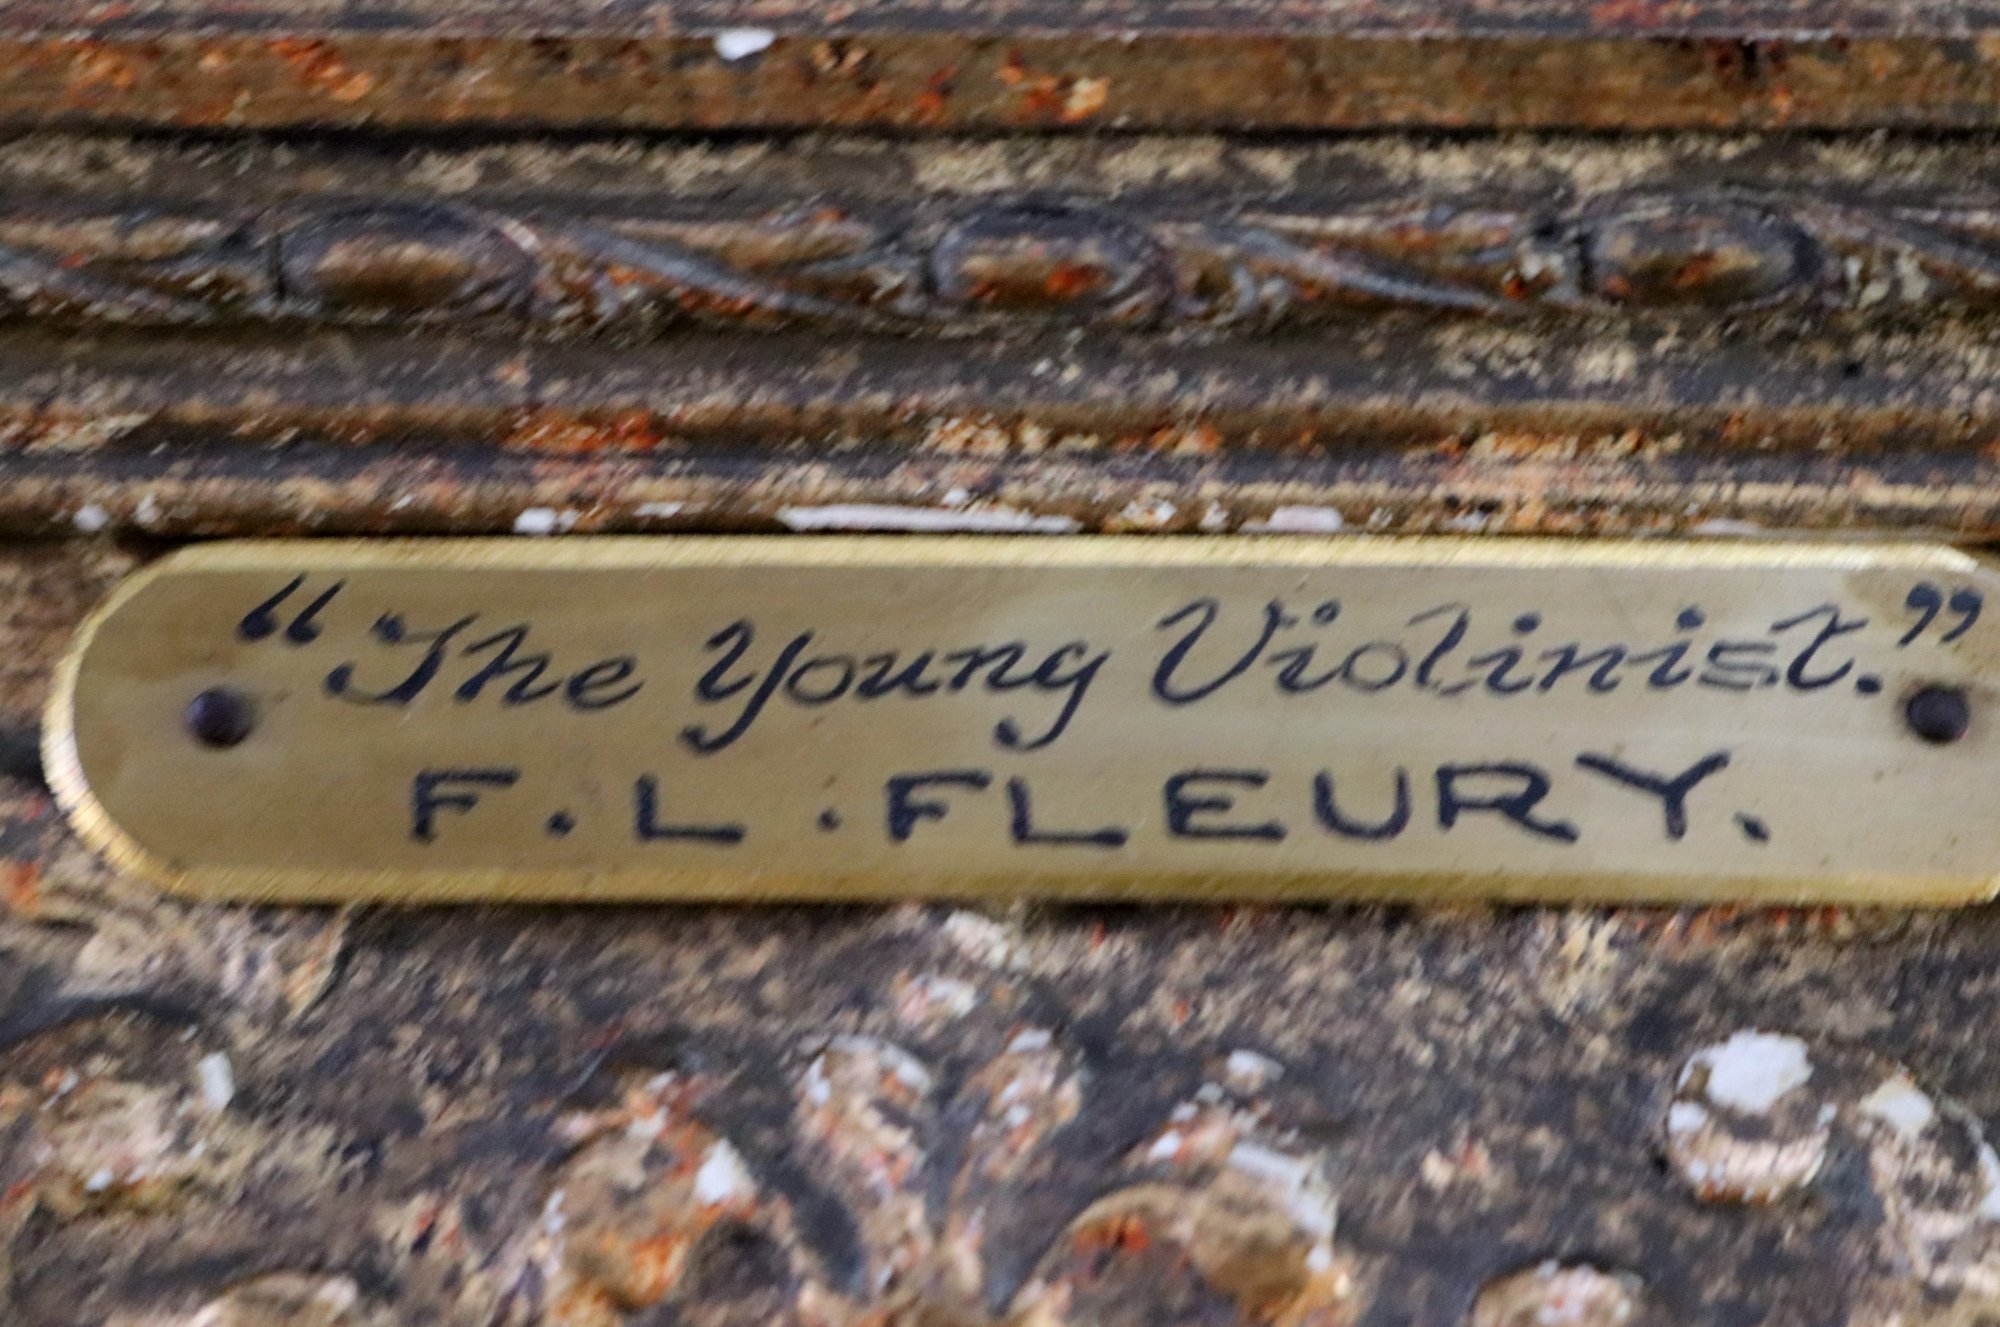 “The Young Violinist.”
F. L. FLEURY.